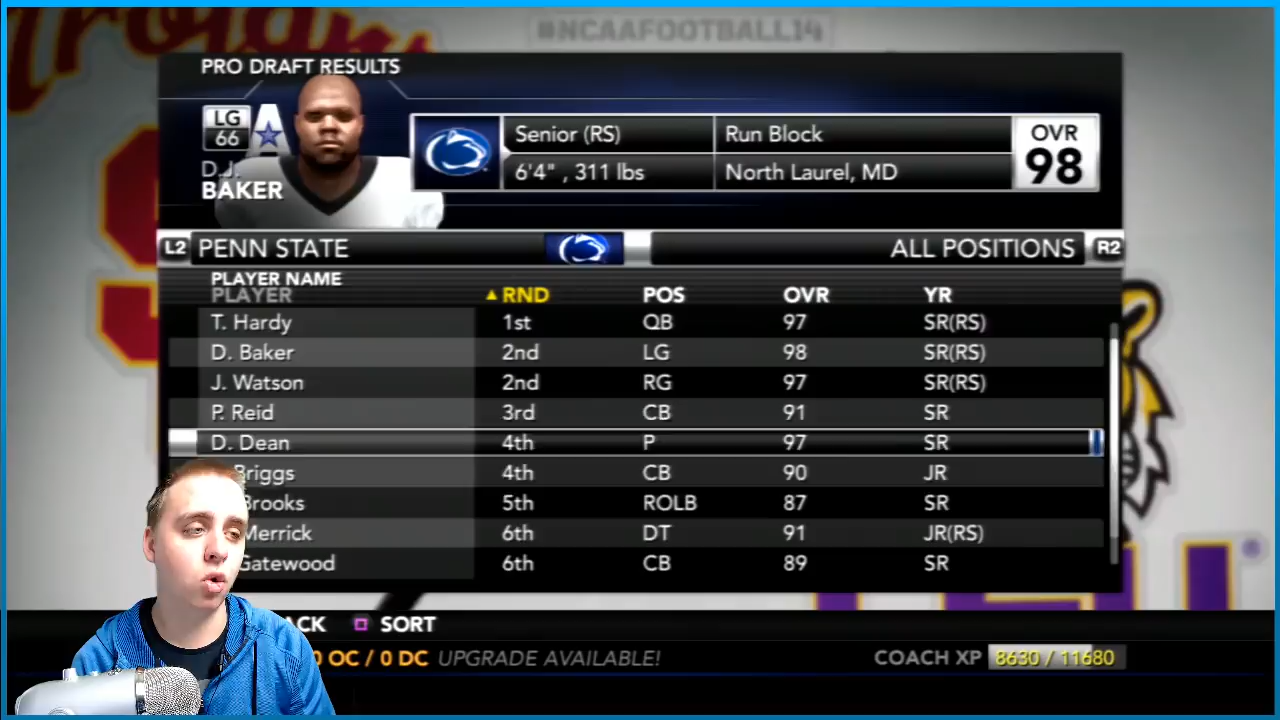 Trojans
#NCAAFOOTBALL14
PRO DRAFT RESULTS
LG
66
A
D.J.
BAKER
Senior (RS)
Run Block
6'4" , 311 lbs
North Laurel, MD
OVR
98
L2 PENN STATE
ALL POSITIONS R2
PLAYER NAME
PLAYER RND POS OVR YR
T. Hardy 1st QB 97 SR(RS)
D. Baker 2nd LG 98 SR(RS)
J. Watson 2nd RG 97 SR(RS)
P. Reid 3rd CB 91 SR
D. Dean 4th P 97 SR
Briggs 4th CB 90 JR
Brooks 5th ROLB 87 SR
Merrick 6th DT 91 JR(RS)
Gatewood 6th CB 89 SR
ACK SORT
0 OC / 0 DC UPGRADE AVAILABLE! COACH XP 8630 / 11680